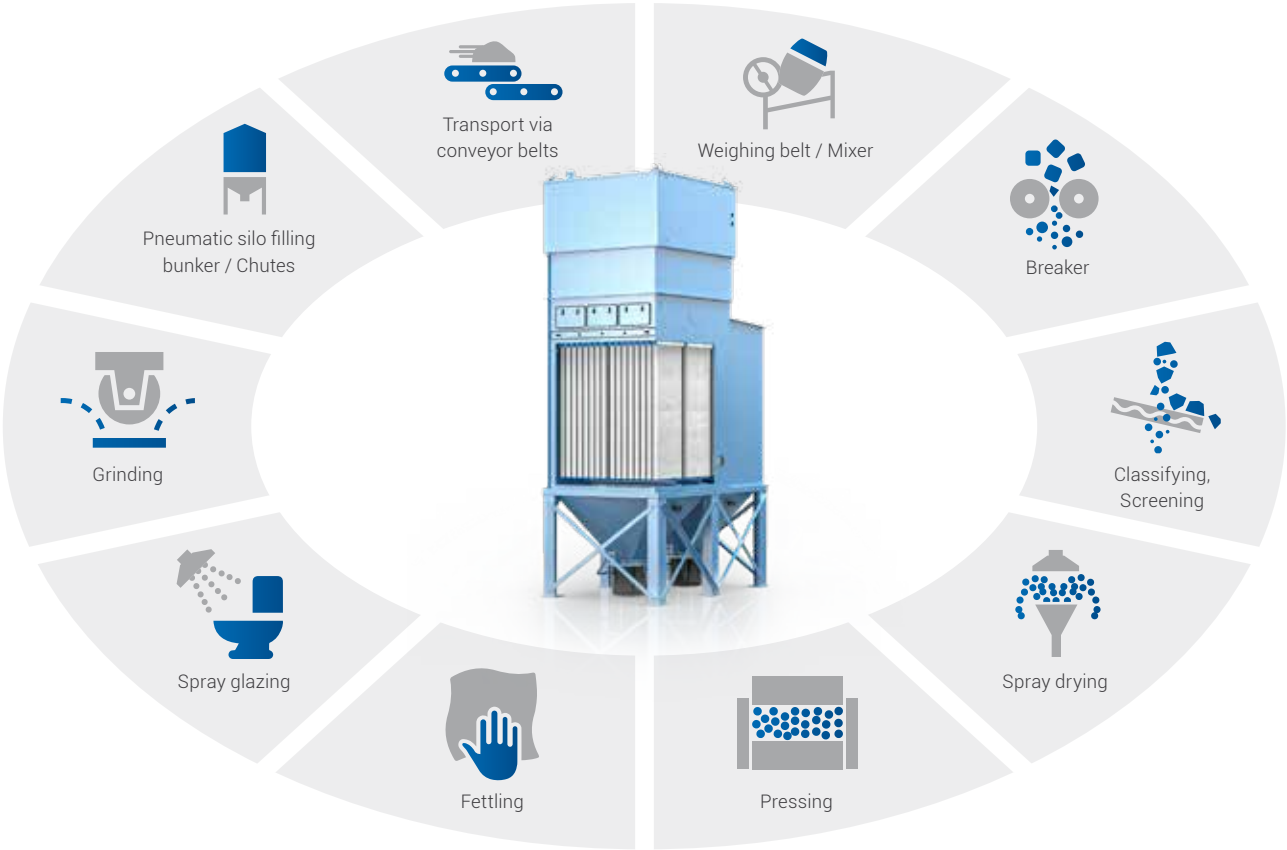 Transport via
conveyor belts
Weighing belt / Mixer
Pneumatic silo filling
bunker / Chutes
Breaker
Grinding
Classifying,
Screening
Spray glazing
Spray drying
Fettling
Pressing